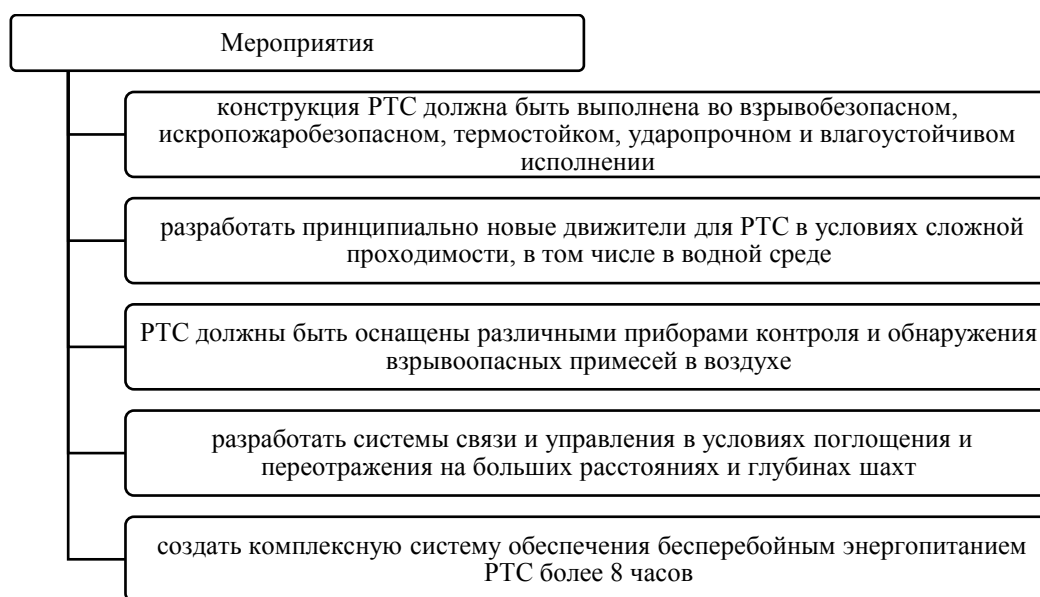 Мероприятия
конструкция РТС должна быть выполнена во взрывобезопасном,
искропожаробезопасном, термостойком, ударопрочном и влагоустойчивом
исполнении
разработать принципиально новые движители для РТС в условиях сложной
проходимости, в том числе в водной среде
РТС должны быть оснащены различными приборами контроля и обнаружения
взрывоопасных примесей в воздухе
разработать системы связи и управления в условиях поглощения и
переотражения на больших расстояниях и глубинах шахт
создать комплексную систему обеспечения бесперебойным энергопитанием
РТС более 8 часов